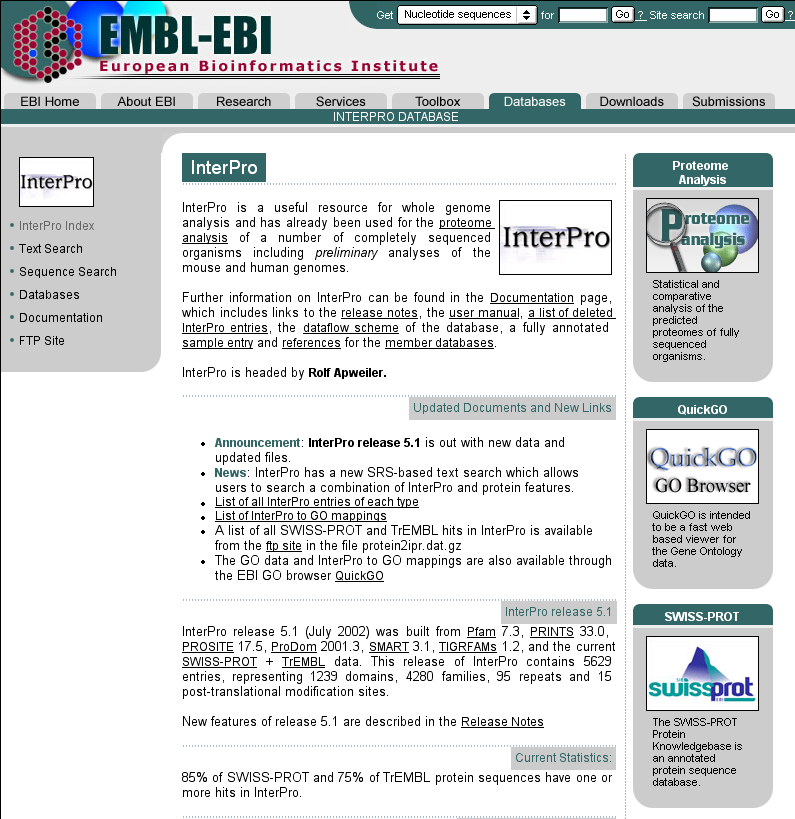 EMBL-EBI
European Bioinformatics Institute
Get Nucleotide sequences for Go ? Site search Go ?
EBI Home About EBI Research Services Toolbox Databases Downloads Submissions
INTERPRO DATABASE
InterPro
InterPro Index
Text Search
Sequence Search
Databases
Documentation
FTP Site
InterPro
InterPro is a useful resource for whole genome
analysis and has already been used for the proteome
analysis of a number of completely sequenced
organisms including preliminary analyses of the
mouse and human genomes.
InterPro
Further information on InterPro can be found in the Documentation page,
which includes links to the release notes, the user manual, a list of deleted
InterPro entries, the dataflow scheme of the database, a fully annotated
sample entry and references for the member databases.
InterPro is headed by Rolf Apweiler.
Updated Documents and New Links
Announcement: InterPro release 5.1 is out with new data and
updated files.
News: InterPro has a new SRS-based text search which allows
users to search a combination of InterPro and protein features.
List of all InterPro entries of each type
List of InterPro to GO mappings
A list of all SWISS-PROT and TrEMBL hits in InterPro is available
from the ftp site in the file protein2ipr.dat.gz
The GO data and InterPro to GO mappings are also available through
the EBI GO browser QuickGO
InterPro release 5.1
InterPro release 5.1 (July 2002) was built from Pfam 7.3, PRINTS 33.0,
PROSITE 17.5, ProDom 2001.3, SMART 3.1, TIGRFAMs 1.2, and the current
SWISS-PROT + TrEMBL data. This release of InterPro contains 5629
entries, representing 1239 domains, 4280 families, 95 repeats and 15
post-translational modification sites.
New features of release 5.1 are described in the Release Notes
Current Statistics:
85% of SWISS-PROT and 75% of TrEMBL protein sequences have one or
more hits in InterPro.
Proteome
Analysis
Proteome
analysis
Statistical and
comparative
analysis of the
predicted
proteomes of fully
sequenced
organisms.
QuickGO
QuickGO
GO Browser
QuickGO is intended
to be a fast web
based viewer for
the Gene Ontology
data.
SWISS-PROT
swissprot
The SWISS-PROT
Protein
Knowledgebase is
an annotated
protein sequence
database.